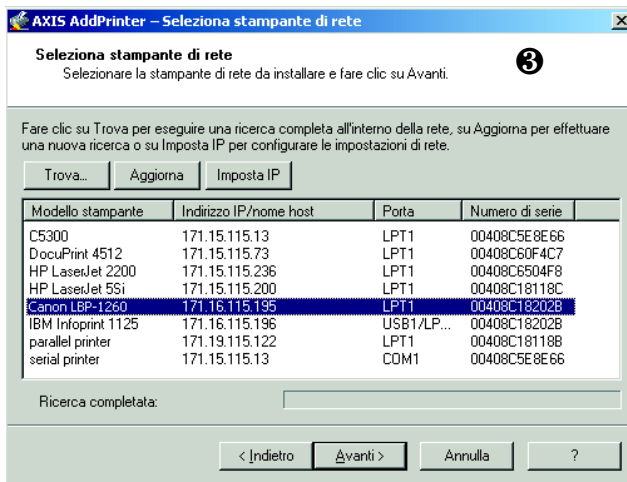 AXIS AddPrinter – Seleziona stampante di rete
Seleziona stampante di rete
Selezionare la stampante di rete da installare e fare clic su Avanti.
❸
Fare clic su Trova per eseguire una ricerca completa all'interno della rete, su Aggiorna per effettuare
una nuova ricerca o su Imposta IP per configurare le impostazioni di rete.
Trova... Aggiorna Imposta IP
Modello stampante Indirizzo IP/nome host Porta Numero di serie
C5300 171.15.115.13 LPT1 00408C5E8E66
DocuPrint 4512 171.15.115.73 LPT1 00408C60F4C7
HP LaserJet 2200 171.15.115.236 LPT1 00408C6504F8
HP LaserJet 5Si 171.15.115.200 LPT1 00408C18118C
Canon LBP-1260 171.16.115.195 LPT1 00408C18202B
IBM Infoprint 1125 171.16.115.196 USB1/LP... 00408C18202B
parallel printer 171.19.115.122 LPT1 00408C18118B
serial printer 171.15.115.13 COM1 00408C5E8E66
Ricerca completata:
< Indietro Avanti > Annulla ?